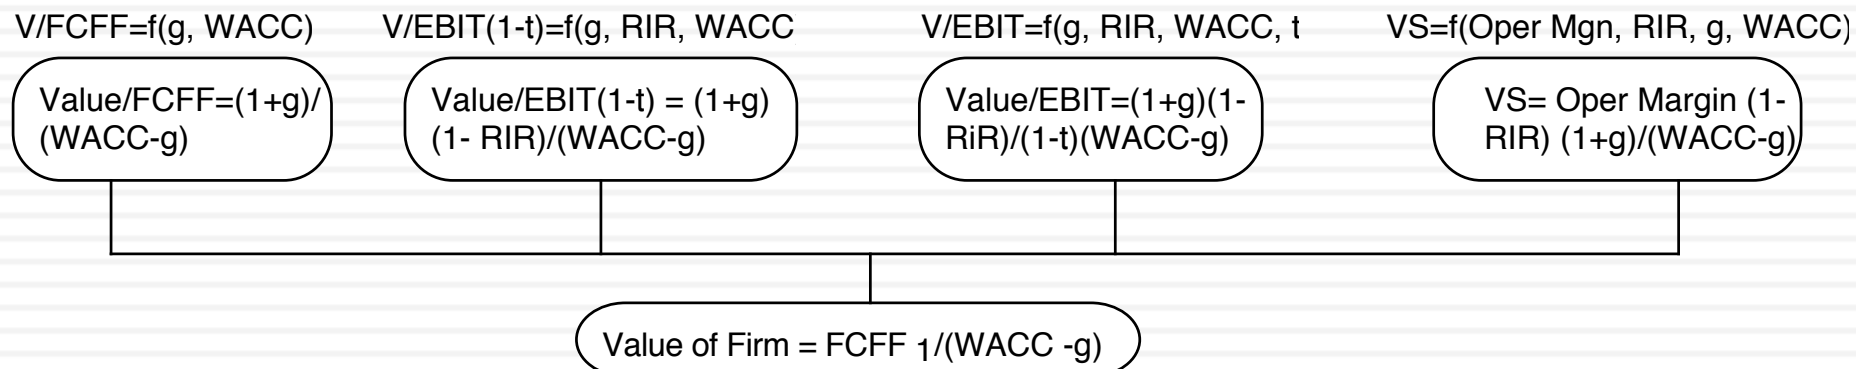 V/FCFF=f(g, WACC)
V/EBIT(1-t)=f(g, RIR, WACC
V/EBIT=f(g, RIR, WACC, t
VS=f(Oper Mgn, RIR, g, WACC)
Value/FCFF=(1+g)/
(WACC-g)
Value/EBIT(1-t) = (1+g)
(1- RIR)/(WACC-g)
Value/EBIT=(1+g)(1-
RiR)/(1-t)(WACC-g)
VS= Oper Margin (1-
RIR) (1+g)/(WACC-g)
Value of Firm = FCFF 1/(WACC -g)